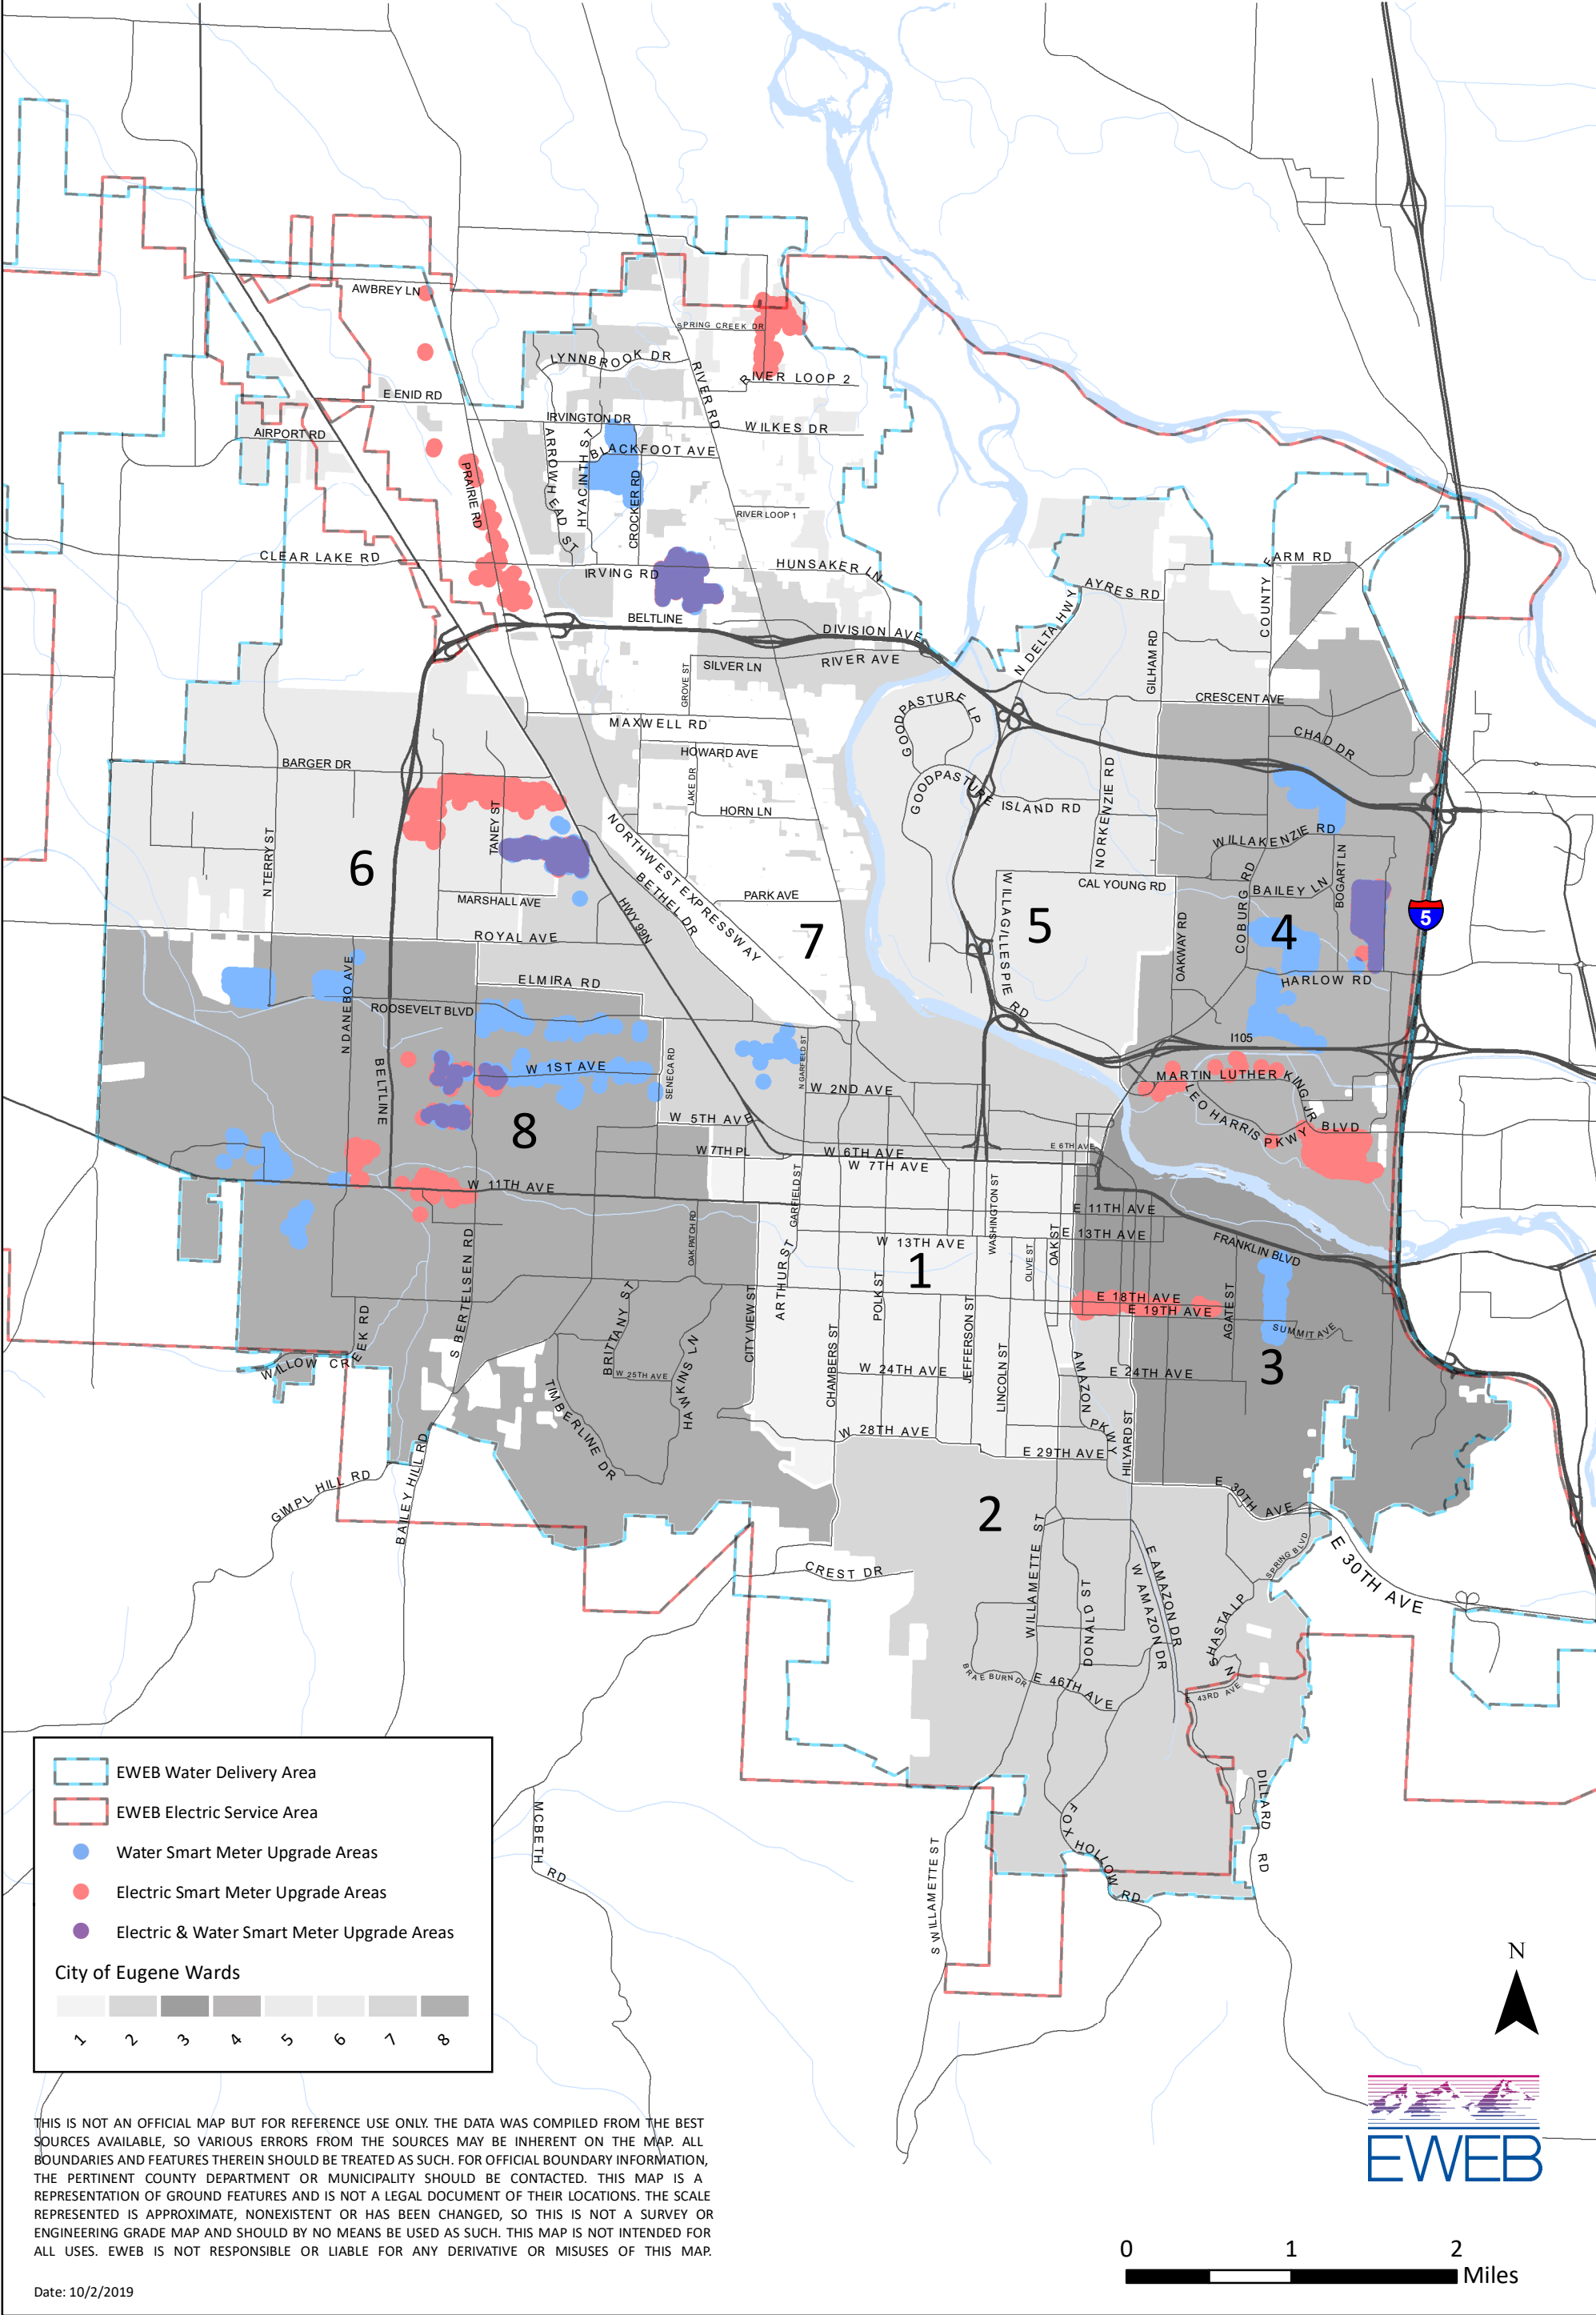 AWBREY LN
SPRING CREEK DR
LYNNBROOK DR
RIVER RD
RIVER LOOP 2
E ENID RD
IRVINGTON DR
WILKES DR
AIRPORT RD
ARROWHEAD ST
HYACINTH ST
BLACKFOOT AVE
CROCKER RD
PRAIRIE RD
RIVER LOOP 1
CLEAR LAKE RD
IRVING RD
HUNSAKER LN
FARM RD
COUNTY
AYRES RD
N DELTA HWY
GILHAM RD
BELTLINE
DIVISION AVE
SILVER LN
RIVER AVE
GROVE ST
CRESCENT AVE
GOODPASTURE LP
MAXWELL RD
CHAD DR
HOWARD AVE
BARGER DR
LAKE DR
GOODPASTURE
ISLAND RD
NORKENZIE RD
HORN LN
TANEY ST
WILLAKENZIE RD
NORTHWEST EXPRESSWAY
N TERRY ST
6
BETHEL DR
BOGART LN
CAL YOUNG RD
BAILEY LN
MARSHALL AVE
PARK AVE
HWY 99N
WILLAGILLESPIE RD
COBURG RD
5
5
4
7
ROYAL AVE
OAKWAY RD
ELMIRA RD
HARLOW RD
N DANEBO AVE
ROOSEVELT BLVD
I105
W 1ST AVE
SENECA RD
N GARFIELD ST
MARTIN LUTHER KING JR
BLVD
LEO HARRIS PKWY
W 2ND AVE
BELTLINE
8
W 5TH AVE
W 7TH PL
W 6TH AVE
W 7TH AVE
E 6TH AVE
W 11TH AVE
GARFIELD ST
WASHINGTON ST
E 11TH AVE
OAK PATCH RD
W 13TH AVE
OLIVE ST
OAK ST
E 13TH AVE
FRANKLIN BLVD
S BERTELSEN RD
ARTHUR ST
1
POLK ST
E 18TH AVE
E 19TH AVE
AGATE ST
SUMMIT AVE
BRITTANY ST
CITY VIEW ST
CHAMBERS ST
JEFFERSON ST
LINCOLN ST
3
WILLOW CREEK RD
W 25TH AVE
HAWKINS LN
W 24TH AVE
AMAZON PKWY
E 24TH AVE
TIMBERLINE DR
W 28TH AVE
E 29TH AVE
HILYARD ST
GIMPL HILL RD
BAILEY HILL RD
E 30TH AVE
2
SPRING BLVD
E 30TH AVE
CREST DR
WILLAMETTE ST
DONALD ST
E AMAZON DR
W AMAZON DR
N SHASTA LP
BRAE BURN DR
E 46TH AVE
E 43RD AVE
DILLARD RD
FOX HOLLOW RD
S WILLAMETTE ST
MCBETH RD
EWEB Water Delivery Area
EWEB Electric Service Area
Water Smart Meter Upgrade Areas
Electric Smart Meter Upgrade Areas
Electric & Water Smart Meter Upgrade Areas
City of Eugene Wards
1 2 3 4 5 6 7 8
N
EWEB
THIS IS NOT AN OFFICIAL MAP BUT FOR REFERENCE USE ONLY. THE DATA WAS COMPILED FROM THE BEST
SOURCES AVAILABLE, SO VARIOUS ERRORS FROM THE SOURCES MAY BE INHERENT ON THE MAP. ALL
BOUNDARIES AND FEATURES THEREIN SHOULD BE TREATED AS SUCH. FOR OFFICIAL BOUNDARY INFORMATION,
THE PERTINENT COUNTY DEPARTMENT OR MUNICIPALITY SHOULD BE CONTACTED. THIS MAP IS A
REPRESENTATION OF GROUND FEATURES AND IS NOT A LEGAL DOCUMENT OF THEIR LOCATIONS. THE SCALE
REPRESENTED IS APPROXIMATE, NONEXISTENT OR HAS BEEN CHANGED, SO THIS IS NOT A SURVEY OR
ENGINEERING GRADE MAP AND SHOULD BY NO MEANS BE USED AS SUCH. THIS MAP IS NOT INTENDED FOR
ALL USES. EWEB IS NOT RESPONSIBLE OR LIABLE FOR ANY DERIVATIVE OR MISUSES OF THIS MAP.
Date: 10/2/2019
0 1 2
Miles